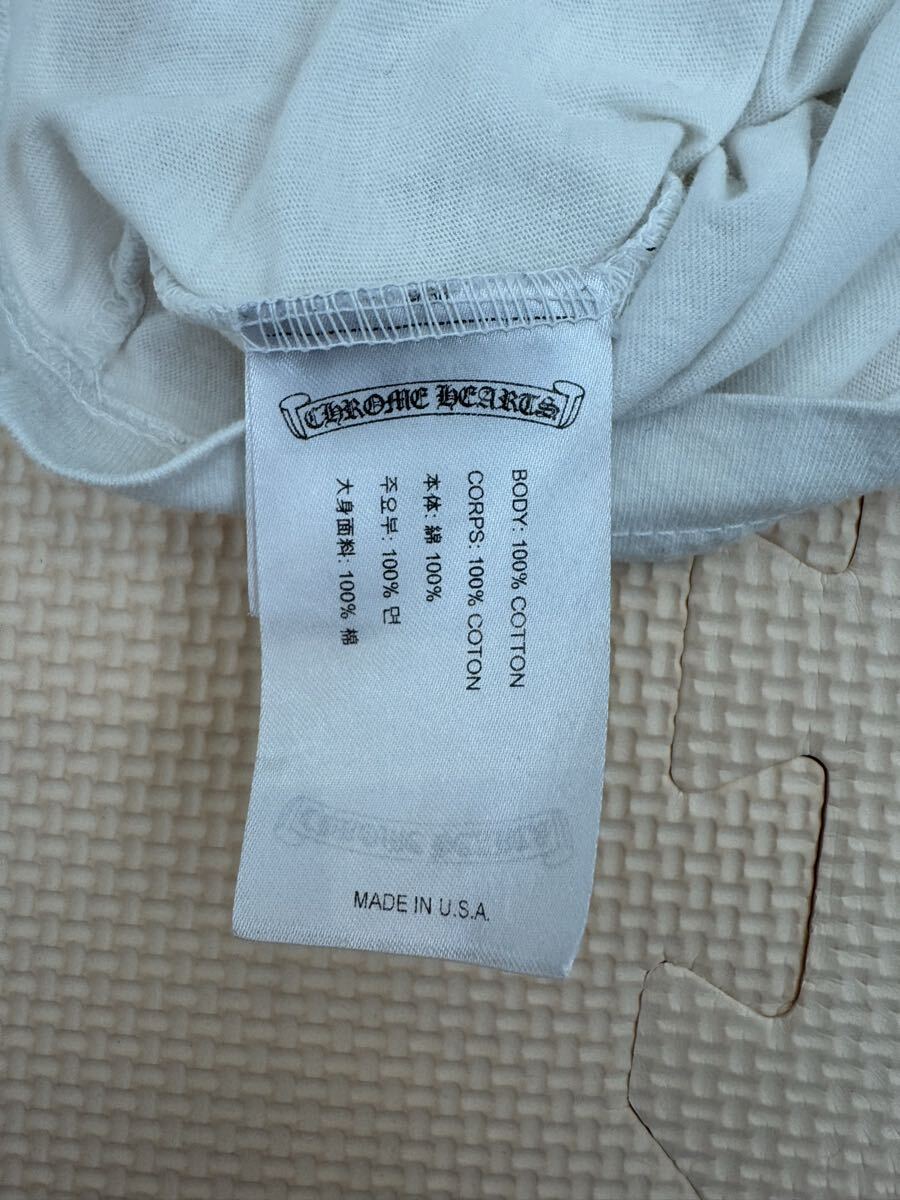 CHROME HEARTS
BODY: 100% COTTON
CORPS: 100% COTON
本体: 綿 100%
주요부: 100% 면
大身面料: 100% 棉
MADE IN U.S.A.